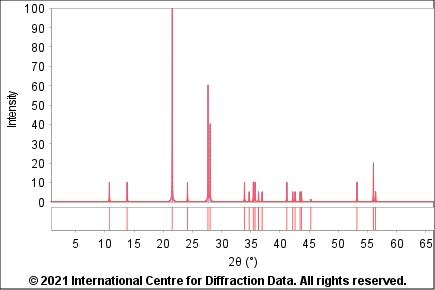 100
90
80
70
60
50
40
30
20
10
0
Intensity
5 10 15 20 25 30 35 40 45 50 55 60 65
2θ (°)
© 2021 International Centre for Diffraction Data. All rights reserved.